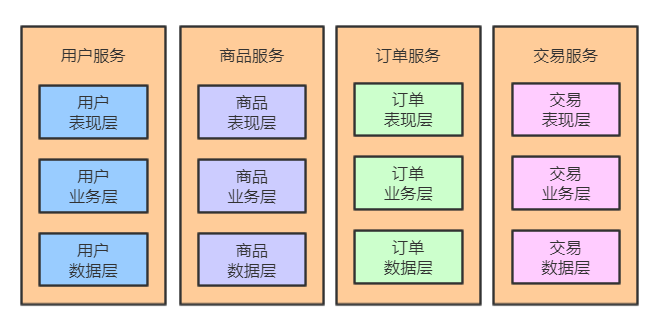 用户服务
用户
表现层
用户
业务层
用户
数据层
商品服务
商品
表现层
商品
业务层
商品
数据层
订单服务
订单
表现层
订单
业务层
订单
数据层
交易服务
交易
表现层
交易
业务层
交易
数据层